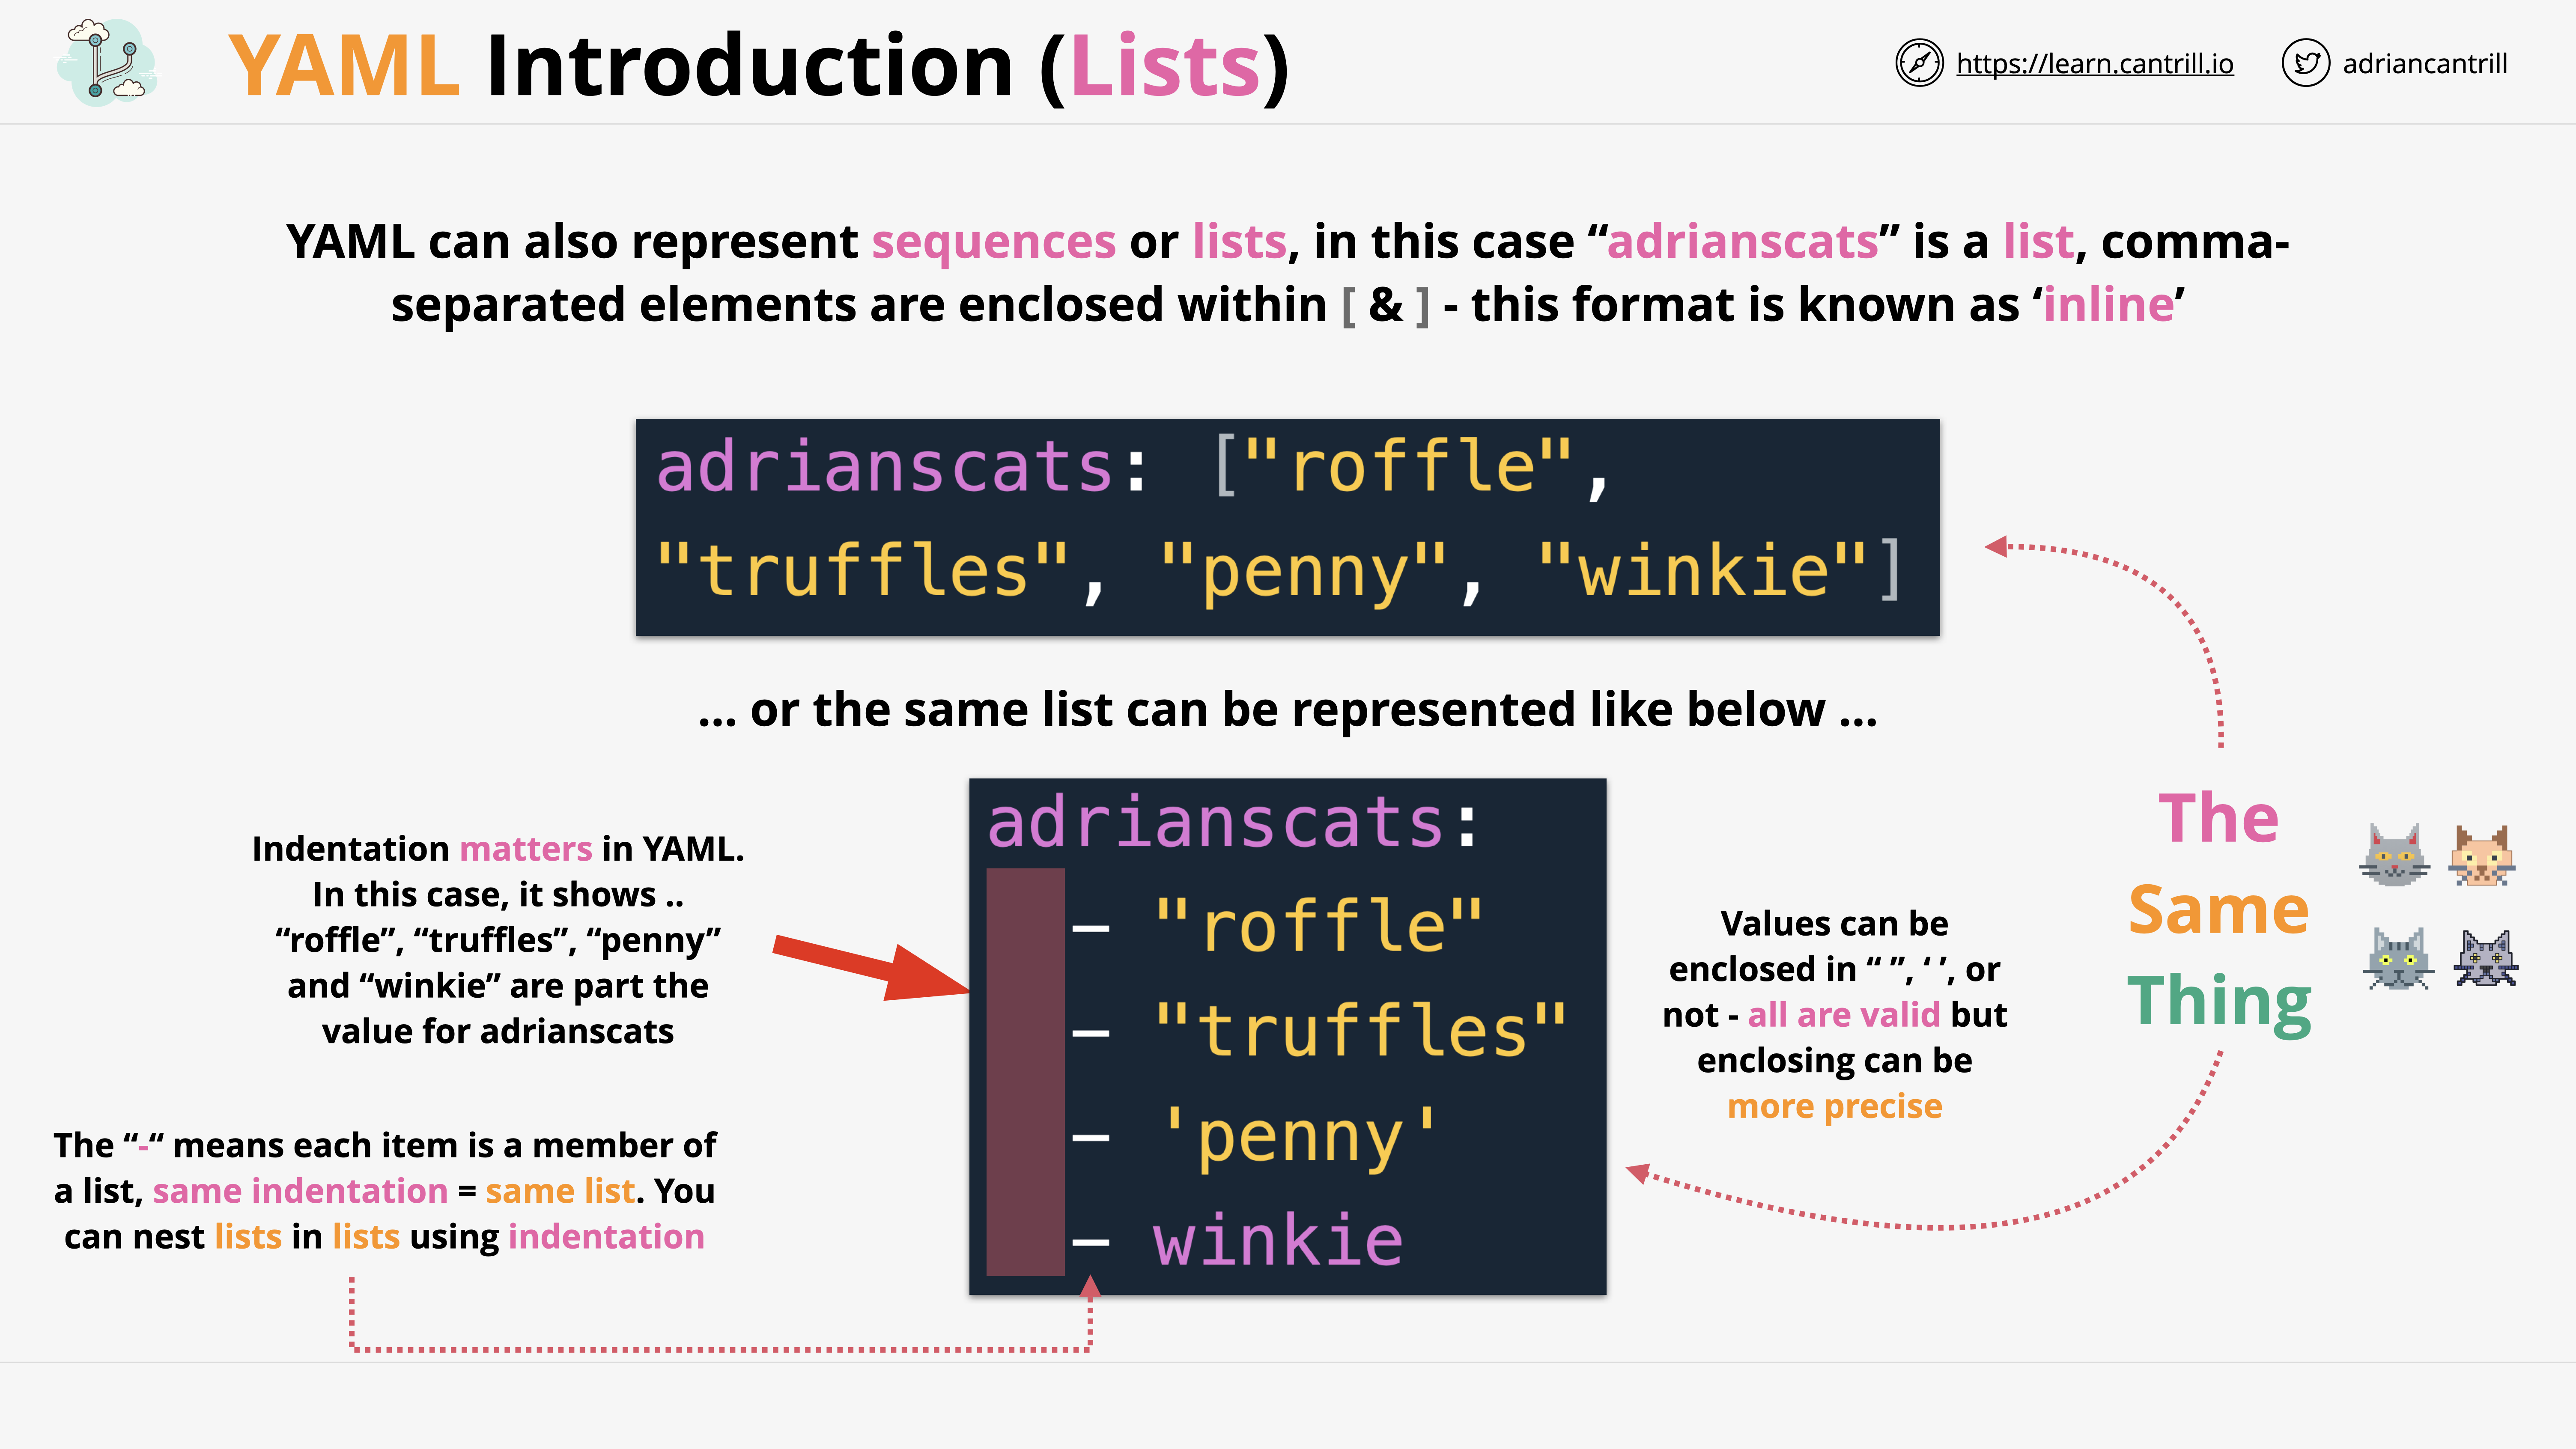 YAML Introduction (Lists)
https://learn.cantrill.io
adriancantrill
YAML can also represent sequences or lists, in this case “adrianscats” is a list, comma-
separated elements are enclosed within [ & ] - this format is known as ‘inline’
adrianscats: ["roffle",
"truffles", "penny", "winkie"]
... or the same list can be represented like below ...
Indentation matters in YAML.
In this case, it shows ..
“roffle”, “truffles”, “penny”
and “winkie” are part the
value for adrianscats
The “-“ means each item is a member of
a list, same indentation = same list. You
can nest lists in lists using indentation
adrianscats:
- "roffle"
- "truffles"
- 'penny'
- winkie
Values can be
enclosed in “ ”, ‘ ’, or
not - all are valid but
enclosing can be
more precise
The
Same
Thing